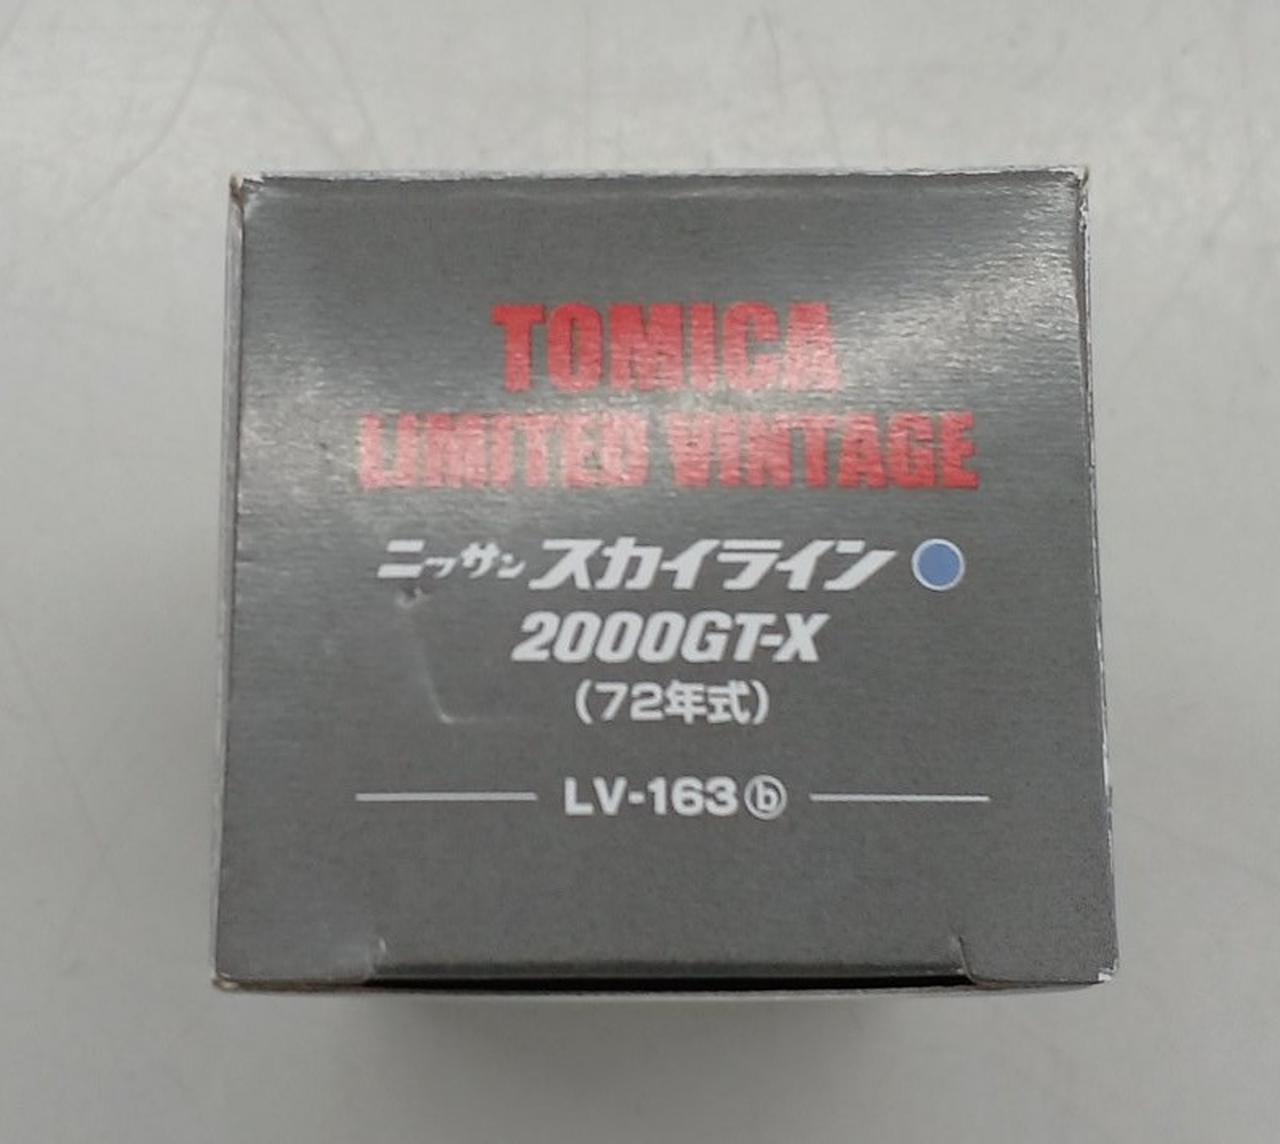 TOMICA
LIMITED VINTAGE
ニッサン スカイライン
2000GT-X
(72年式)
LV-163ⓑ